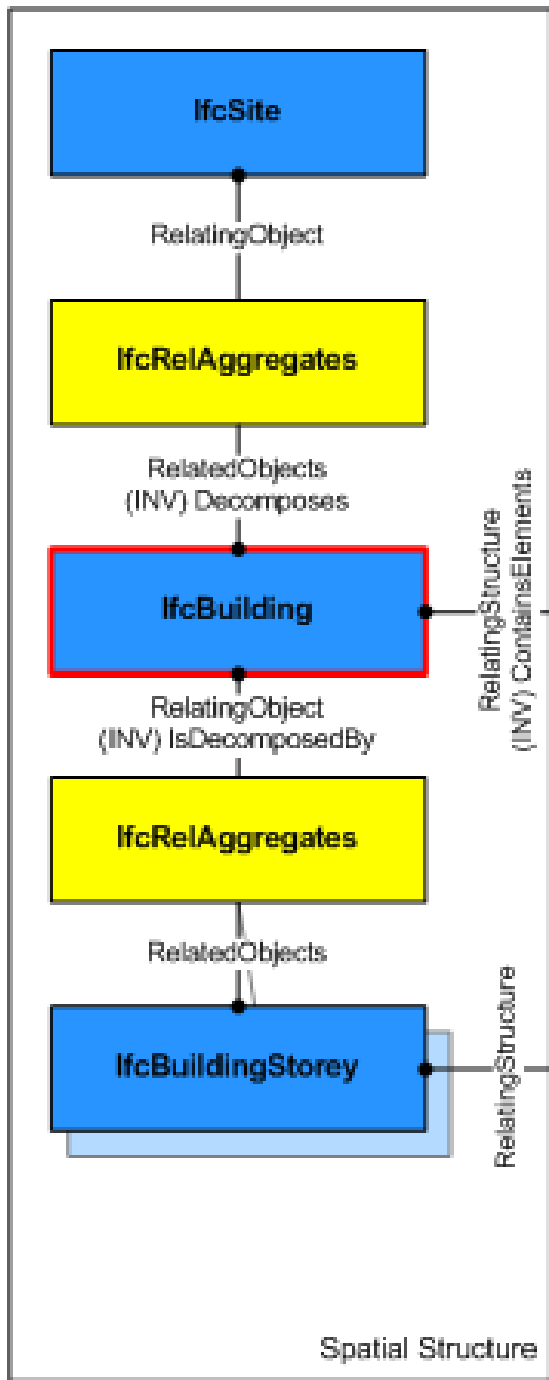 IfcSite
RelatingObject
IfcRelAggregates
RelatedObjects
(INV) Decomposes
IfcBuilding
RelatingStructure
(INV) ContainsElements
RelatingObject
(INV) IsDecomposedBy
IfcRelAggregates
RelatedObjects
IfcBuildingStorey
RelatingStructure
Spatial Structure